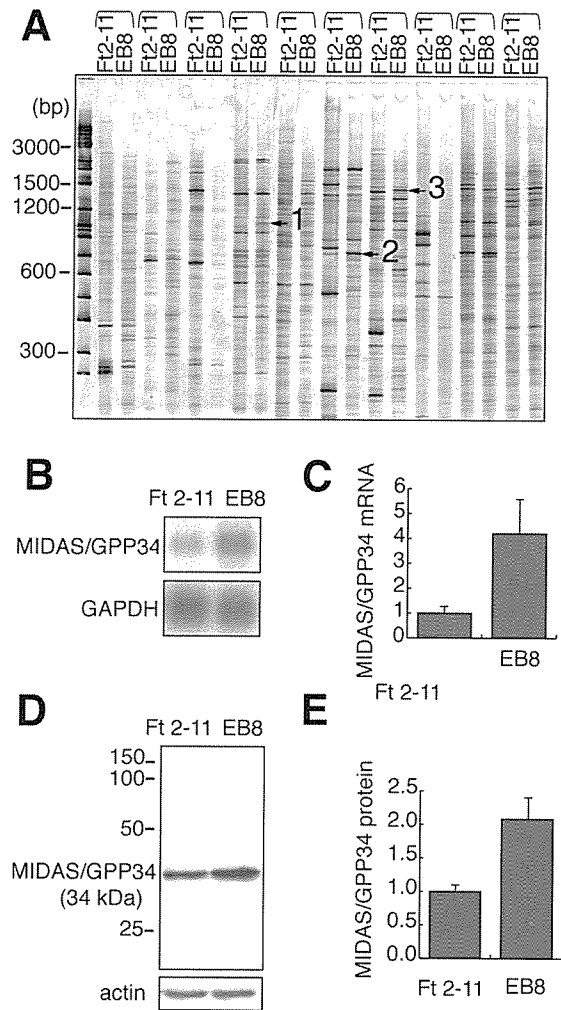 A
Ft2-11 EB8 Ft2-11 EB8 Ft2-11 EB8 Ft2-11 EB8 Ft2-11 EB8 Ft2-11 EB8 Ft2-11 EB8 Ft2-11 EB8 Ft2-11 EB8 Ft2-11 EB8
(bp)
3000
1500
1200
600
300
1
2
3
B
Ft 2-11 EB8
MIDAS/GPP34
GAPDH
C
MIDAS/GPP34 mRNA
6
5
4
3
2
1
0
EB8
Ft 2-11
D
Ft 2-11 EB8
150
100
50
MIDAS/GPP34
(34 kDa)
25
actin
E
MIDAS/GPP34 protein
2.5
2.0
1.5
1.0
0.5
0.0
Ft 2-11 EB8